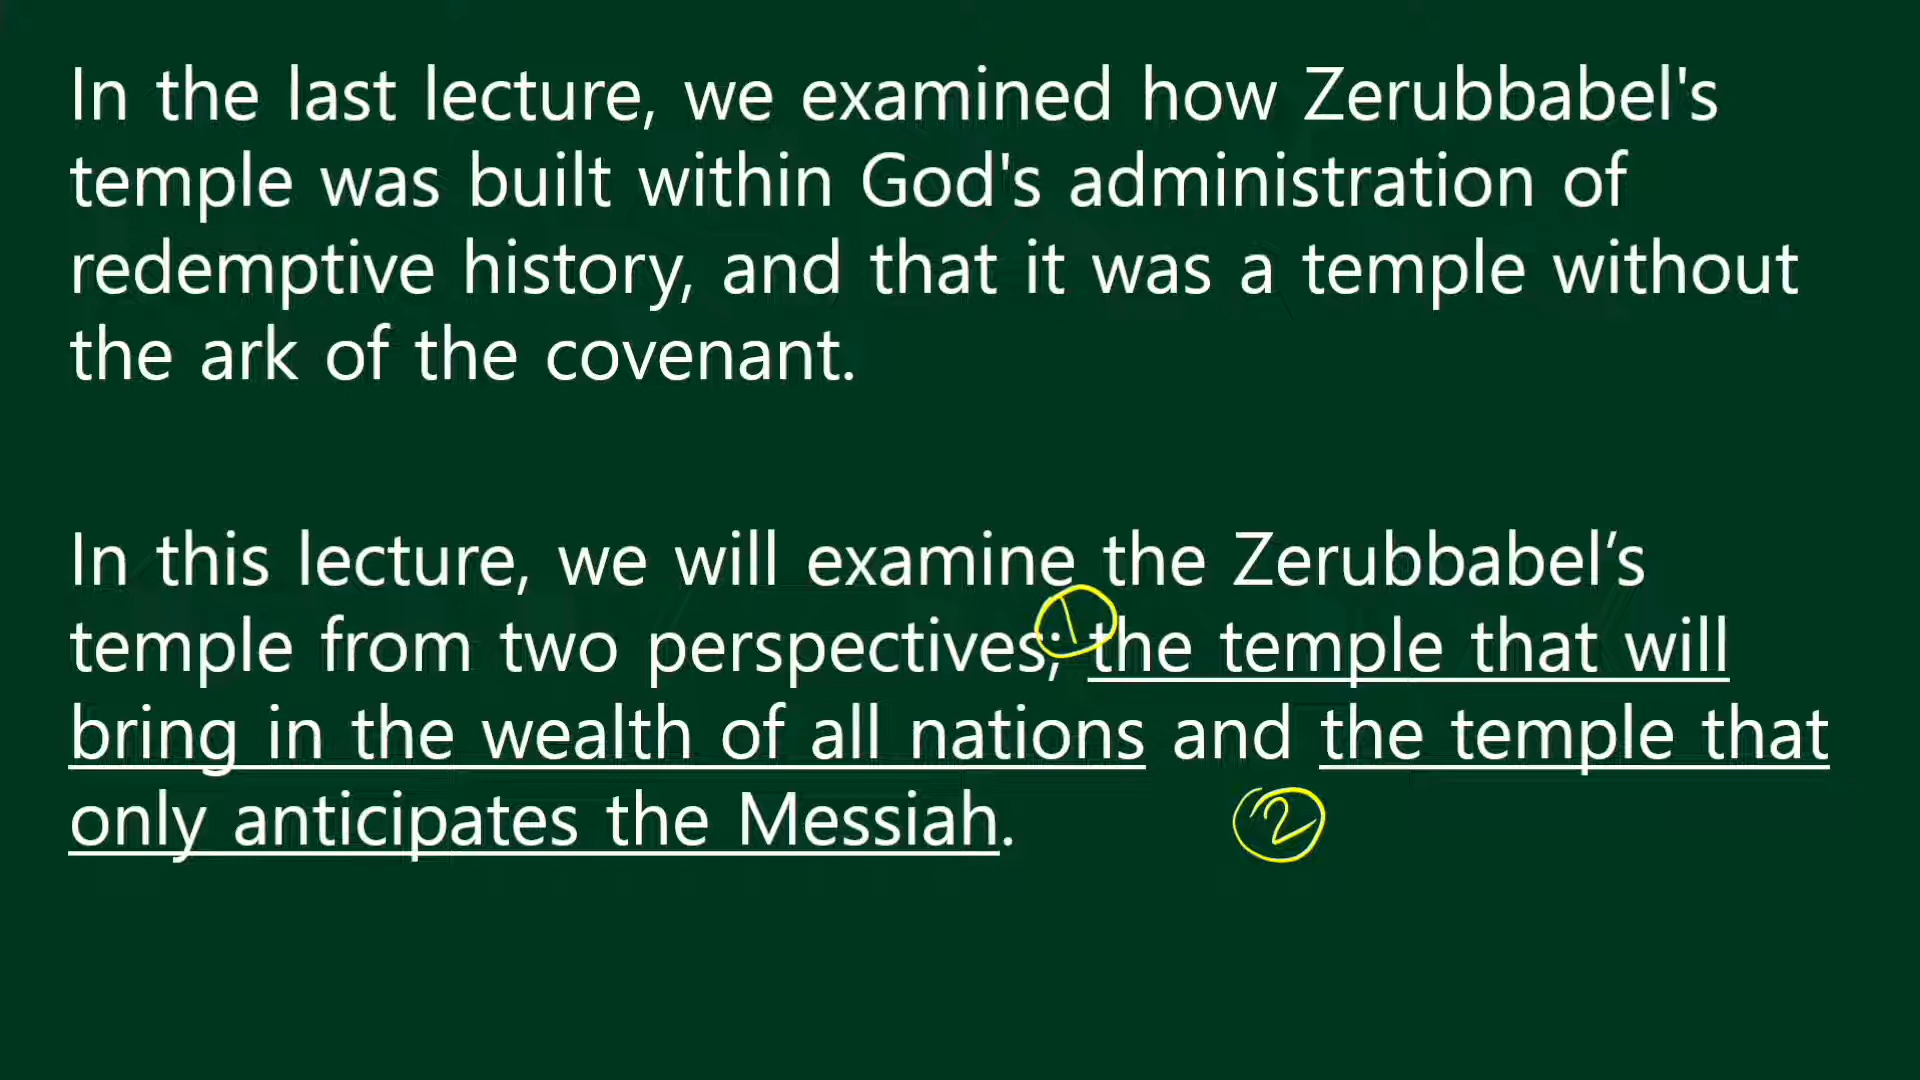 In the last lecture, we examined how Zerubbabel's
temple was built within God's administration of
redemptive history, and that it was a temple without
the ark of the covenant.
In this lecture, we will examine the Zerubbabel’s
1
temple from two perspectives; the temple that will
bring in the wealth of all nations and the temple that
only anticipates the Messiah.
2